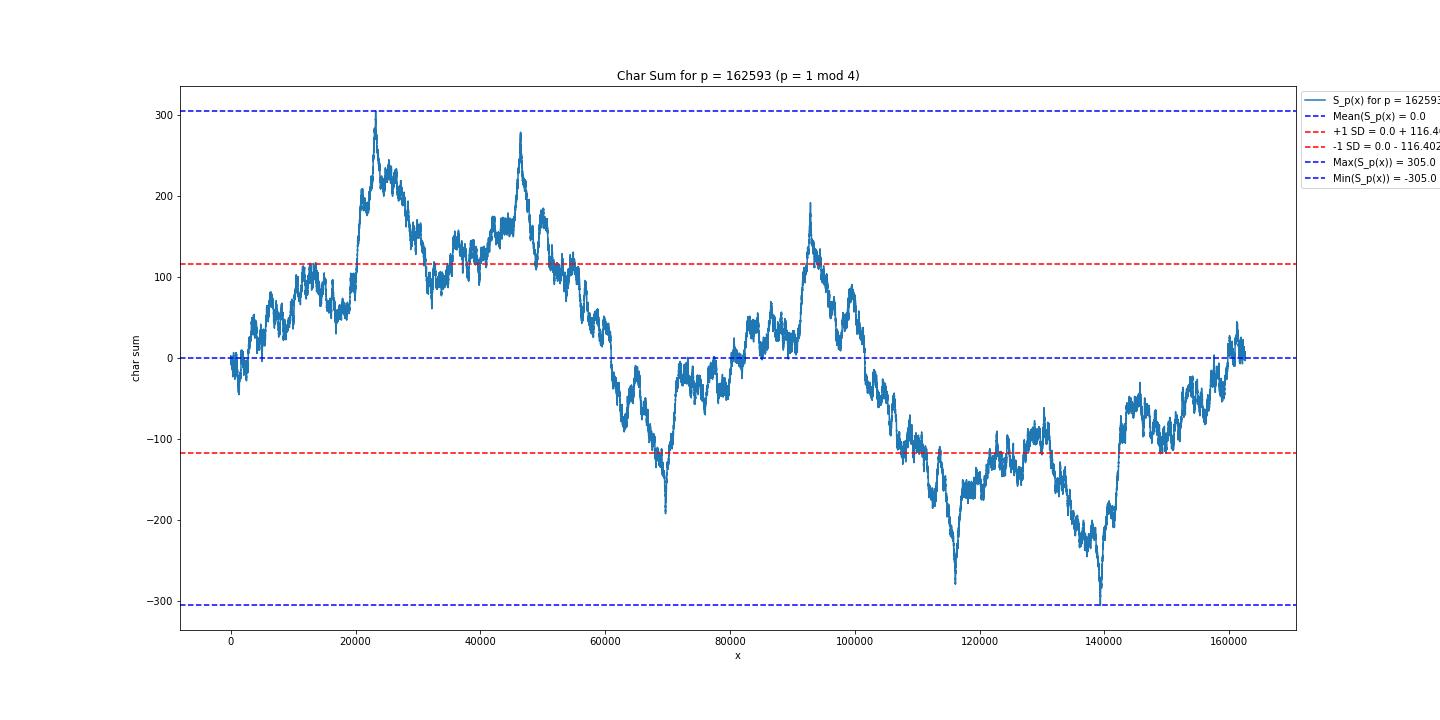 Char Sum for p = 162593 (p = 1 mod 4)
300
200
100
0
−100
−200
−300
char sum
0
20000
40000
60000
80000
100000
120000
140000
160000
x
S_p(x) for p = 162593
Mean(S_p(x) = 0.0
+1 SD = 0.0 + 116.4
-1 SD = 0.0 - 116.402
Max(S_p(x)) = 305.0
Min(S_p(x)) = -305.0